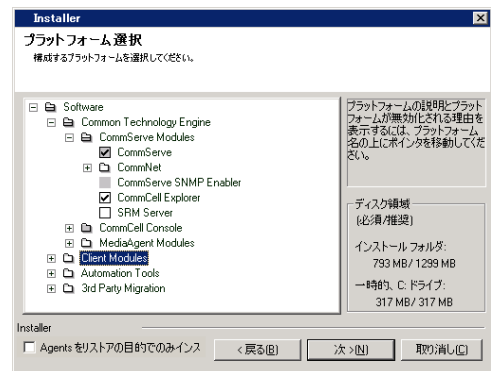 Installer
プラットフォーム選択
構成するプラットフォームを選択してください。
Software
Common Technology Engine
CommServe Modules
CommServe
CommNet
CommServe SNMP Enabler
CommCell Explorer
SRM Server
CommCell Console
MediaAgent Modules
Client Modules
Automation Tools
3rd Party Migration
プラットフォームの説明とプラット
フォームが無効化される理由を
表示するには、プラットフォーム
名の上にポインタを移動してくだ
さい。
ディスク領域
(必須/推奨)
インストール フォルダ:
793 MB/ 1299 MB
一時的、C: ドライブ:
317 MB/ 317 MB
Installer
Agents をリストアの目的でのみインス
< 戻る(B)
次 >(N)
取り消し(C)